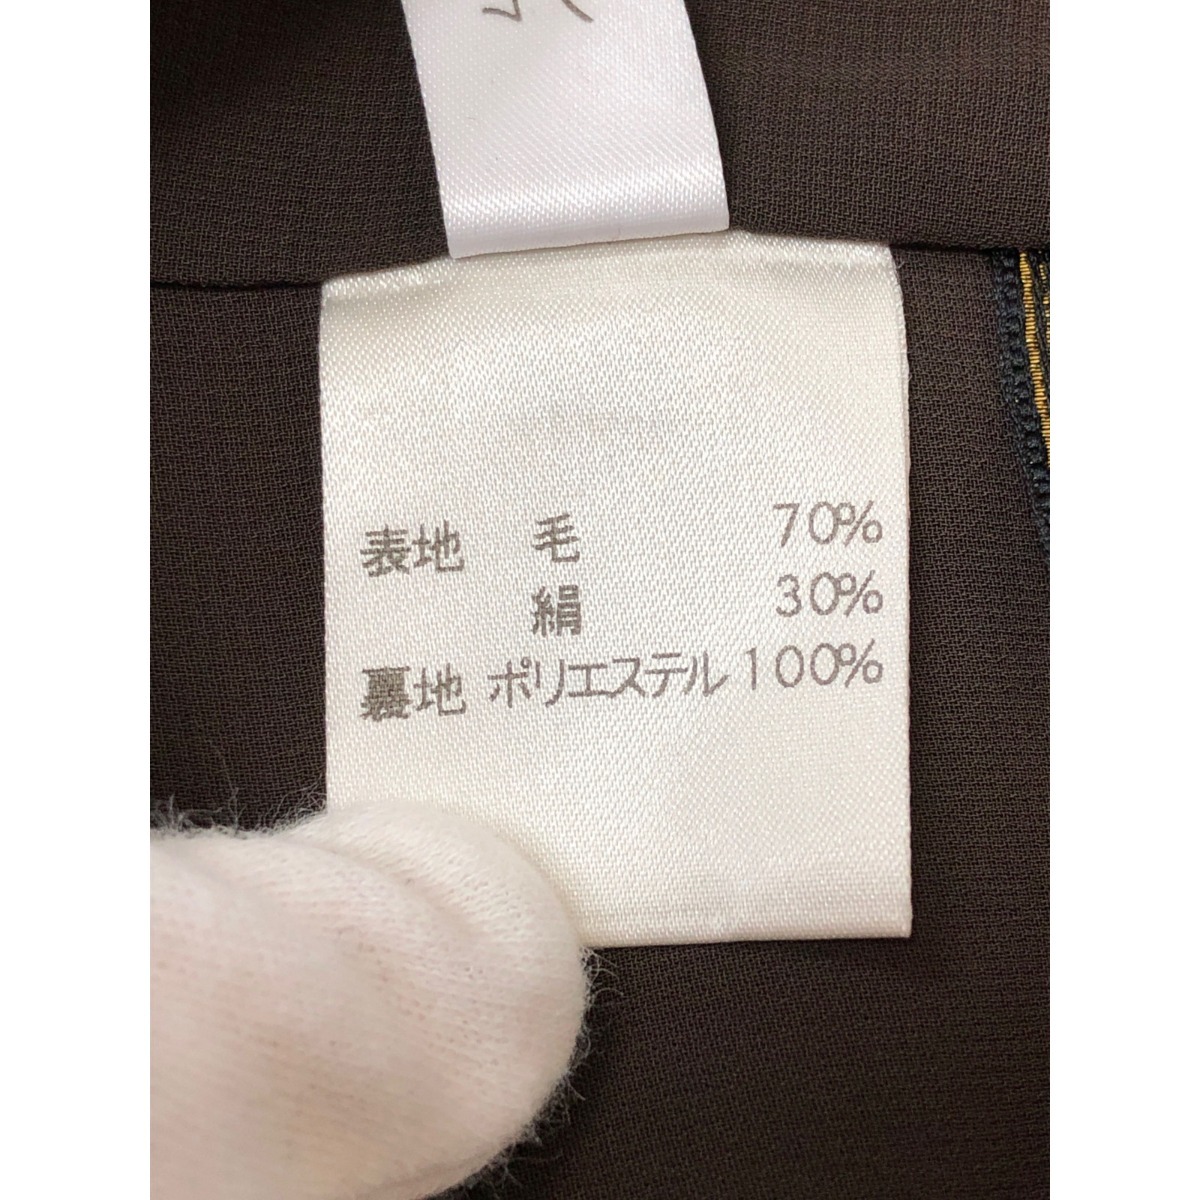 表地 毛 70%
絹 30%
裏地 ポリエステル 100%